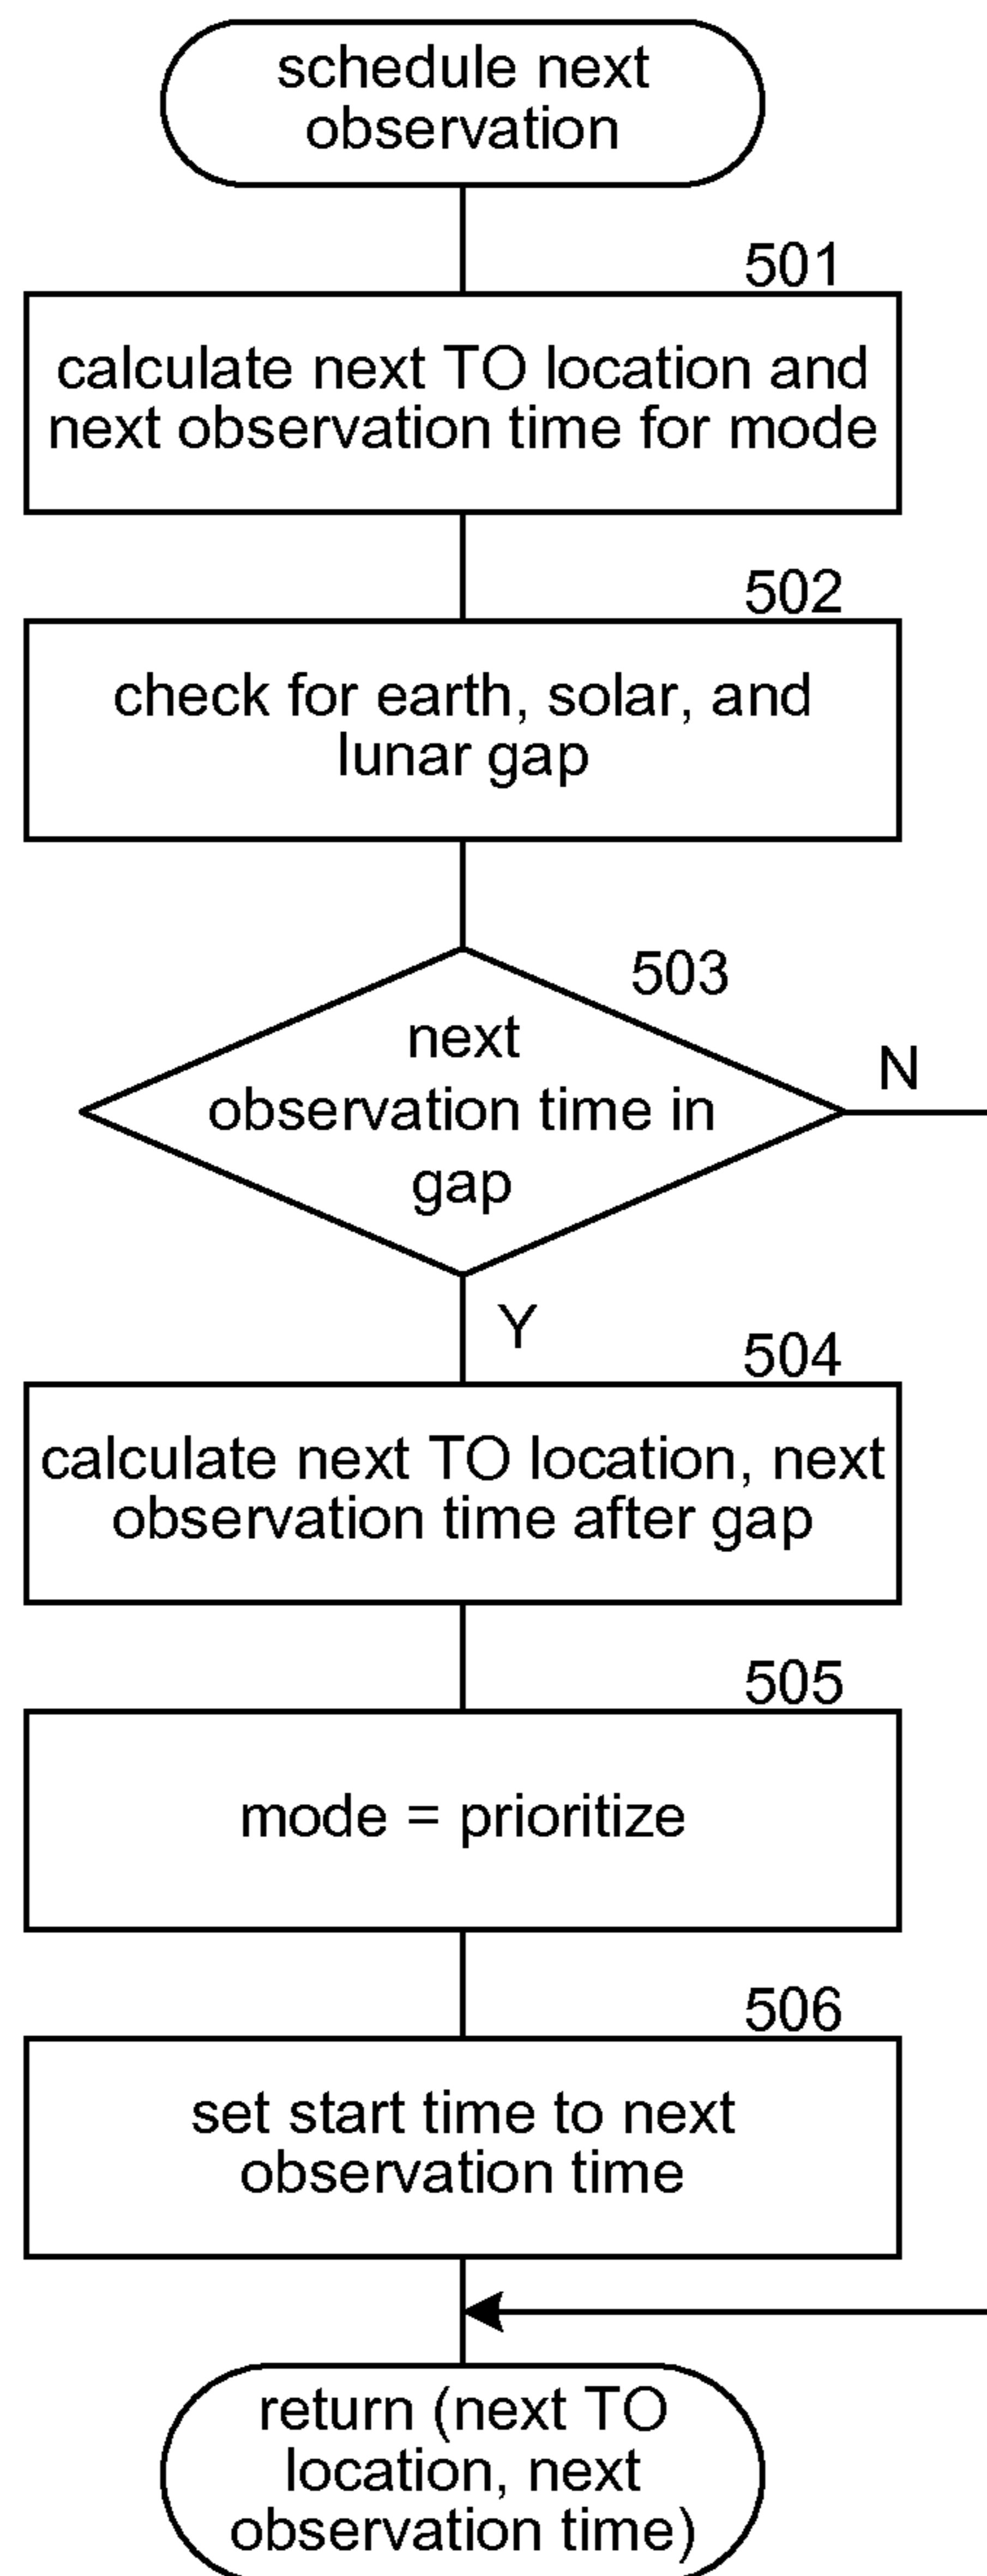 schedule next
observation
501
calculate next TO location and
next observation time for mode
502
check for earth, solar, and
lunar gap
503
next
observation time in
gap
N
Y
504
calculate next TO location, next
observation time after gap
505
mode = prioritize
506
set start time to next
observation time
return (next TO
location, next
observation time)